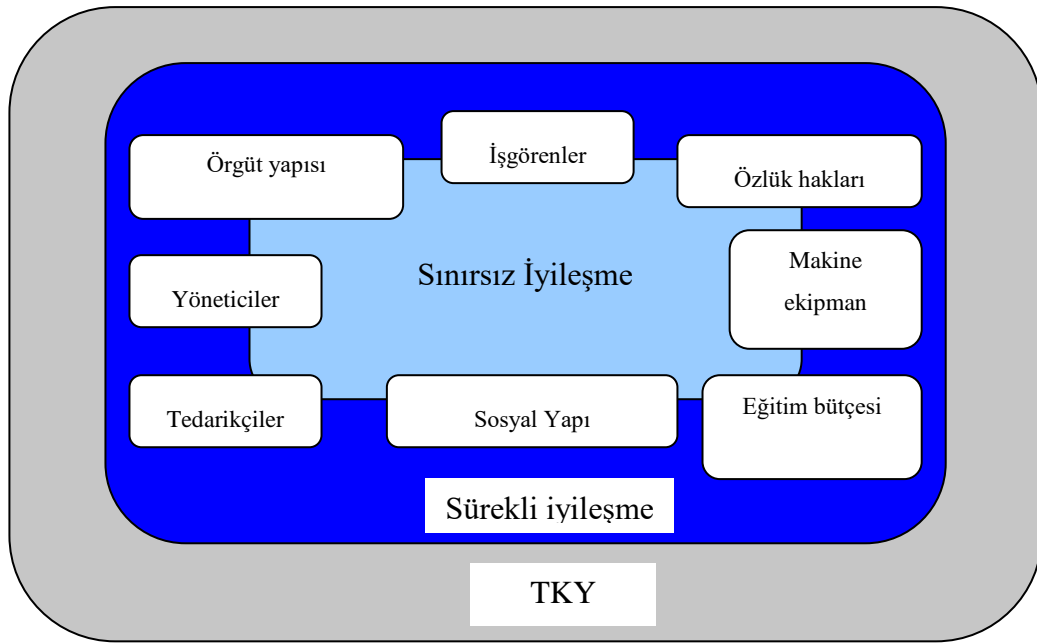 Örgüt yapısı
İşgörenler
Özlük hakları
Yöneticiler
Sınırsız İyileşme
Makine
ekipman
Tedarikçiler
Sosyal Yapı
Eğitim bütçesi
Sürekli iyileşme
TKY